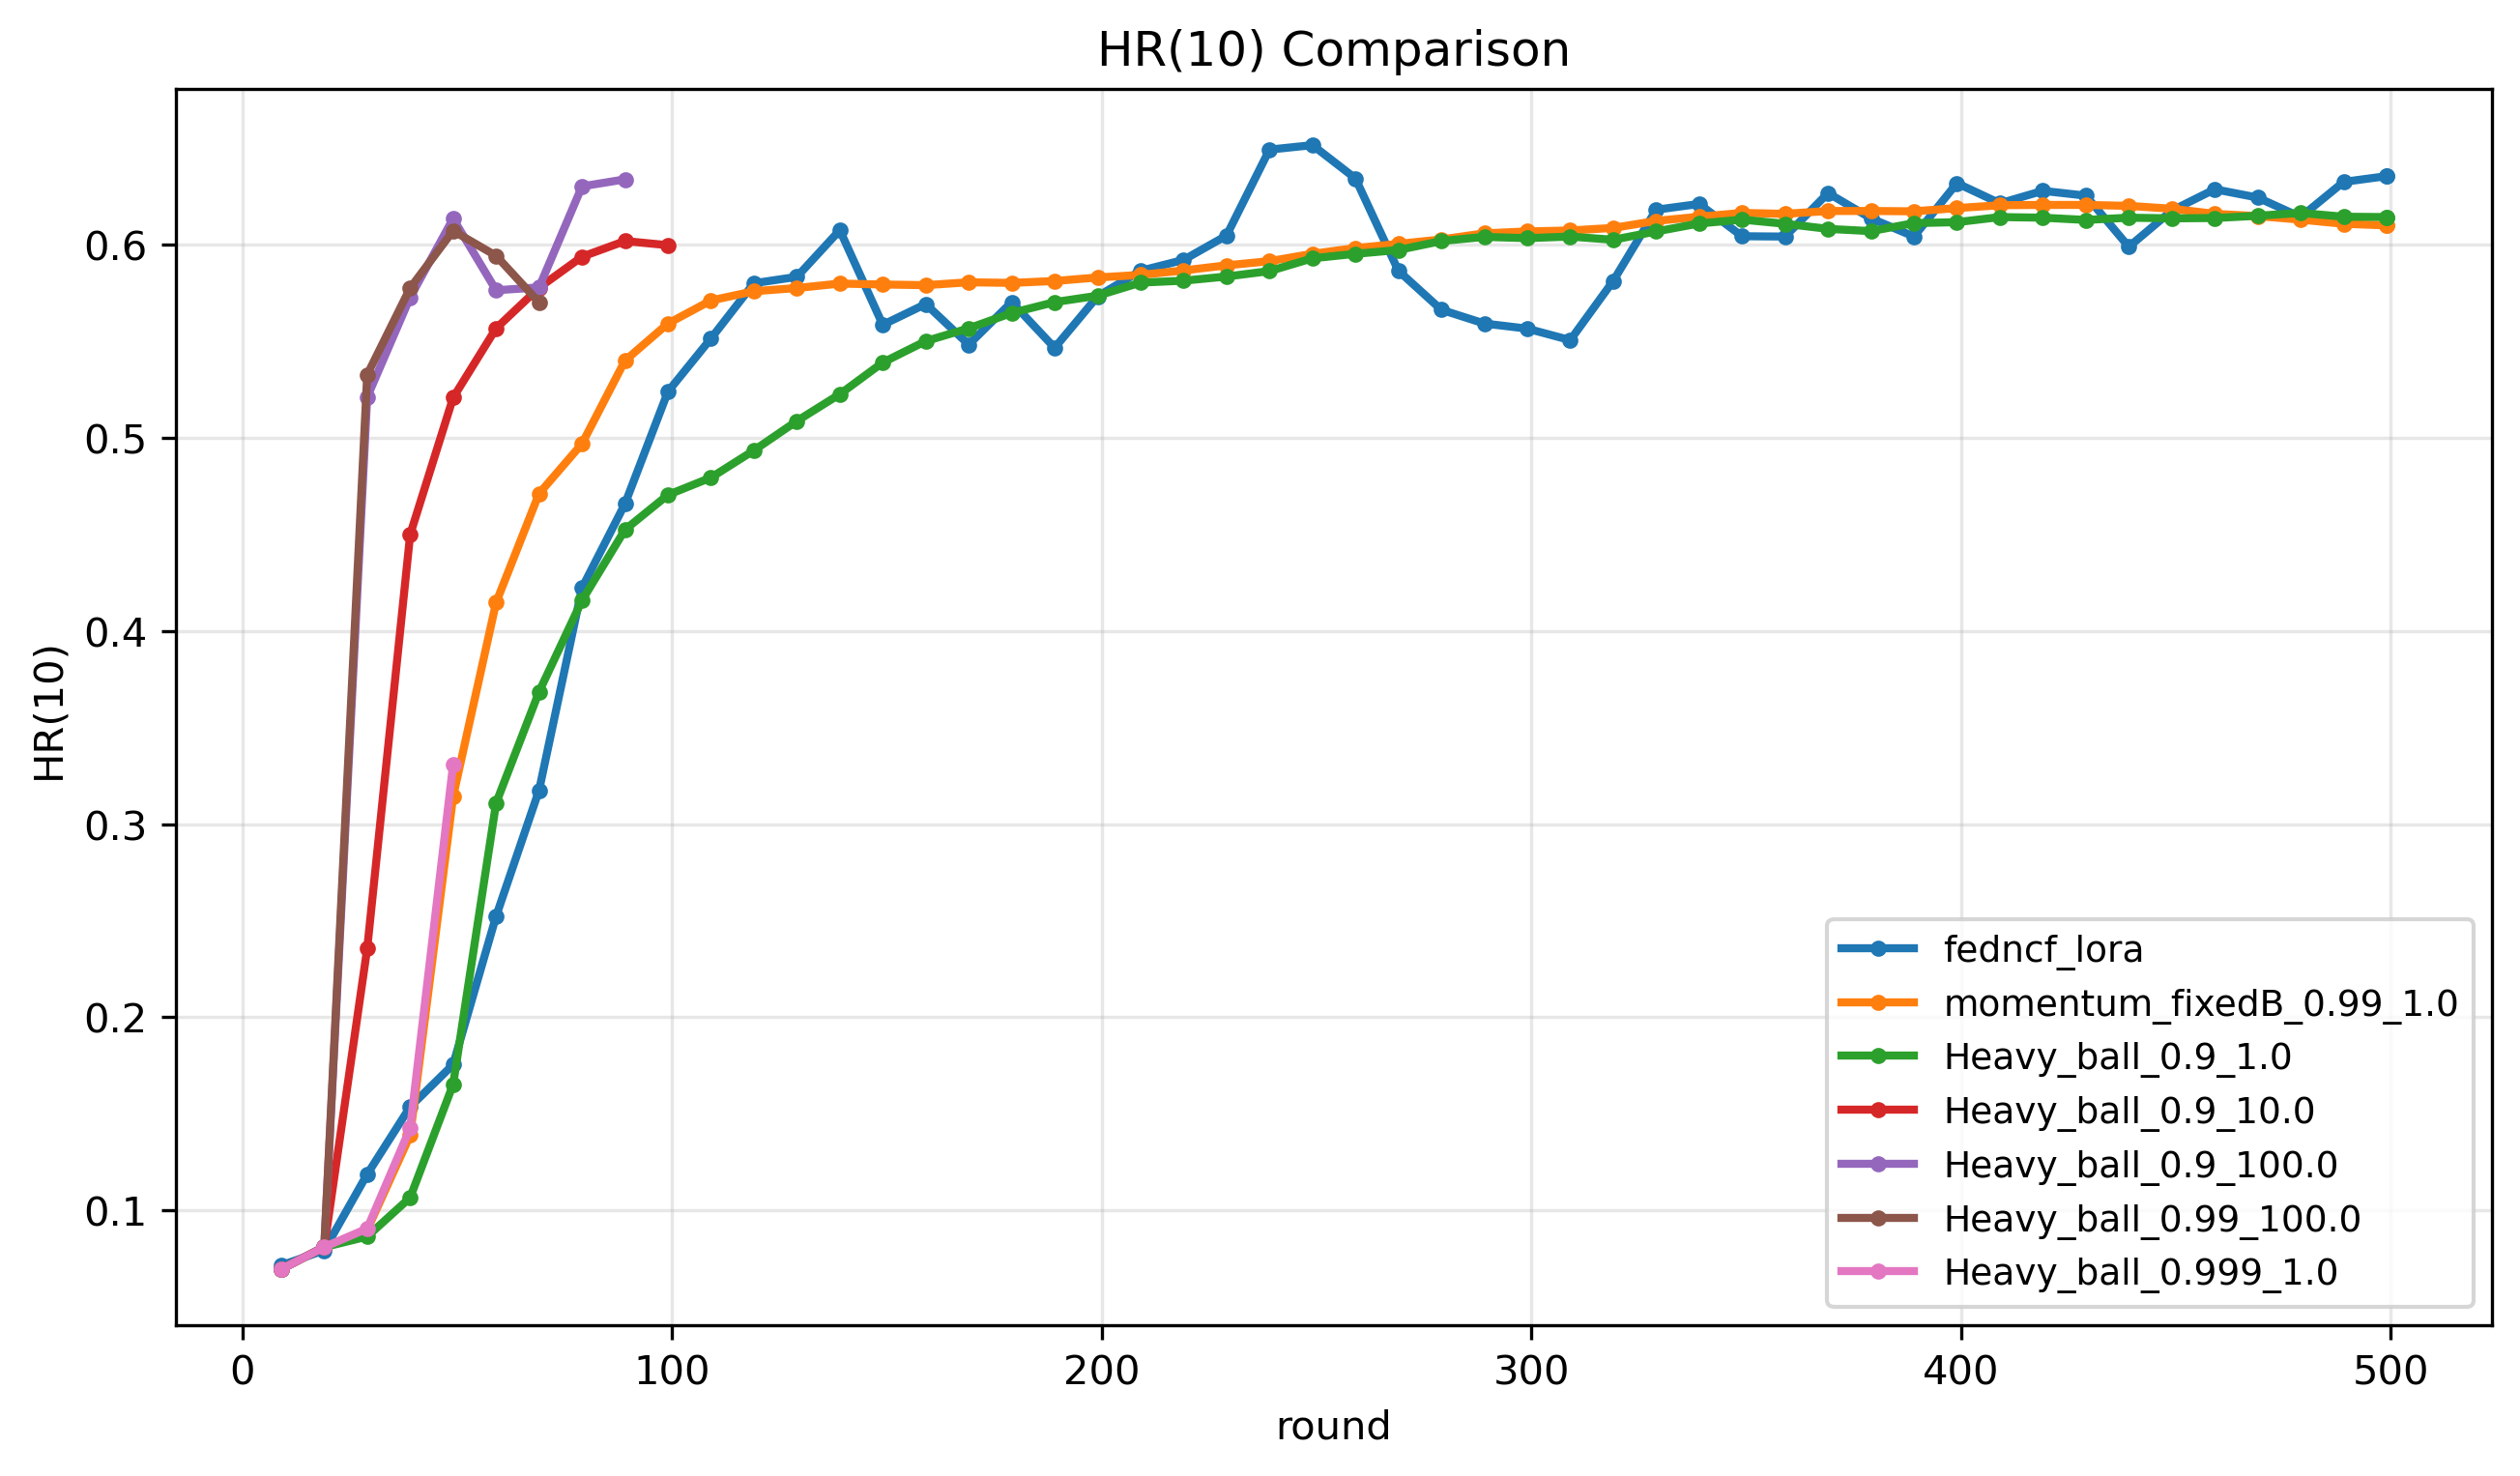 HR(10) Comparison
HR(10)
0.6
0.5
0.4
0.3
0.2
0.1
0 100 200 300 400 500
round
fedncf_lora
momentum_fixedB_0.99_1.0
Heavy_ball_0.9_1.0
Heavy_ball_0.9_10.0
Heavy_ball_0.9_100.0
Heavy_ball_0.99_100.0
Heavy_ball_0.999_1.0